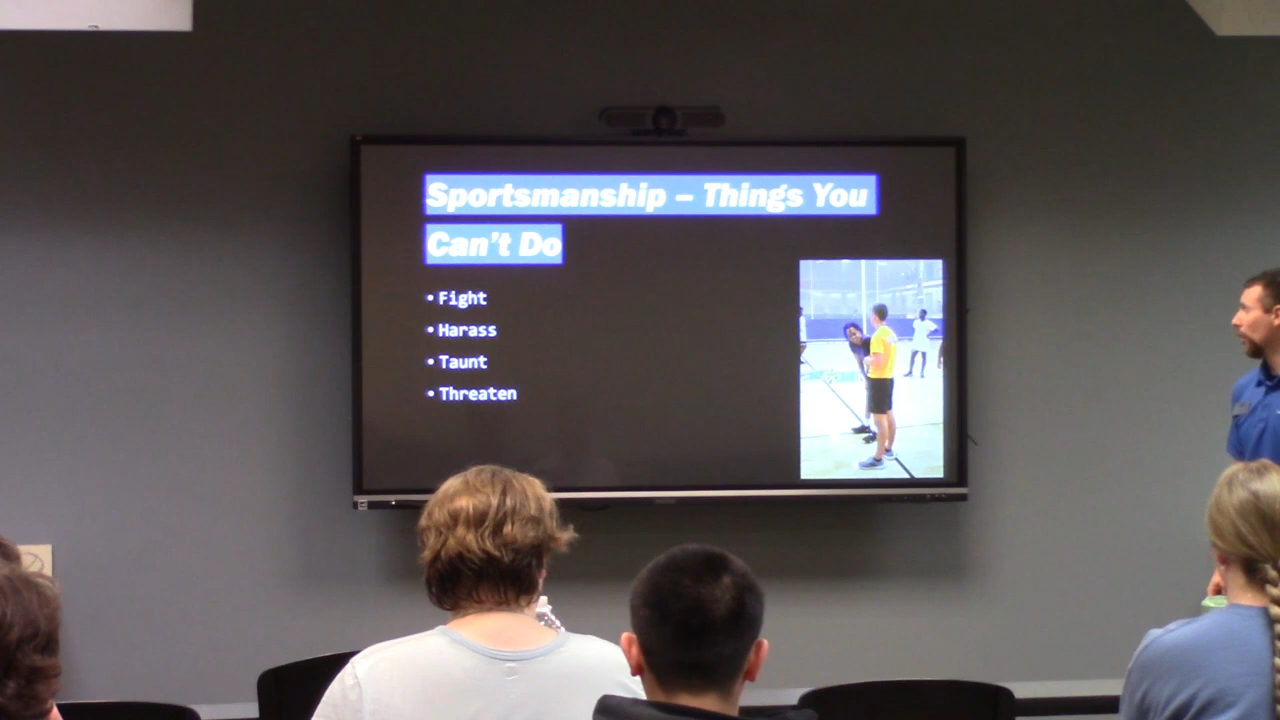 Sportsmanship – Things You
Can't Do
• Fight
• Harass
• Taunt
• Threaten